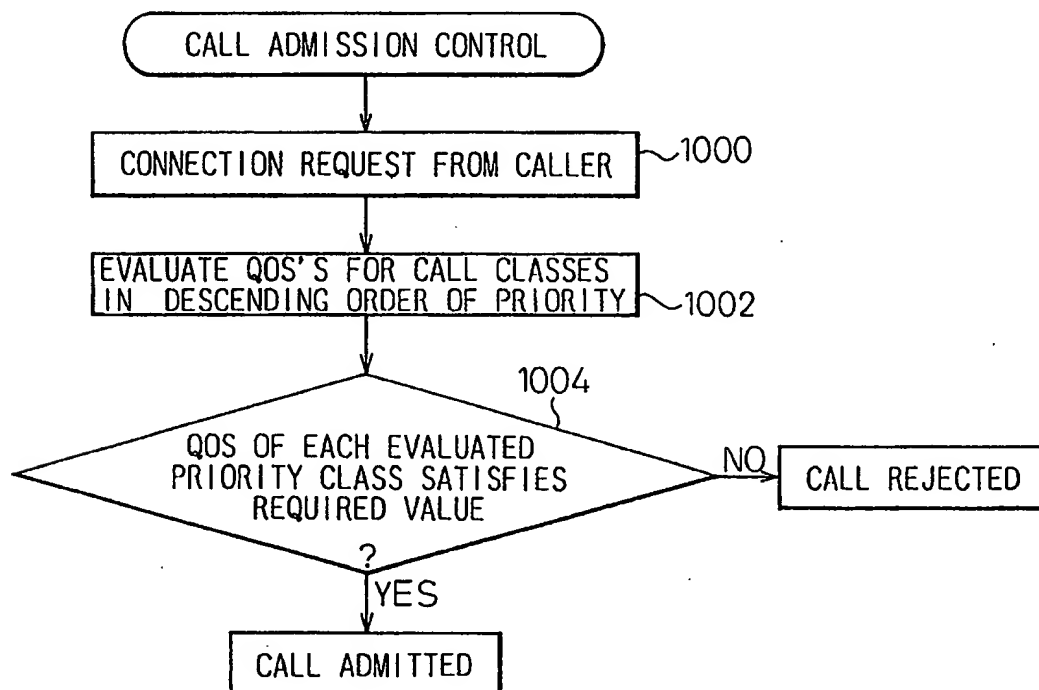 CALL ADMISSION CONTROL
CONNECTION REQUEST FROM CALLER
1000
EVALUATE QOS'S FOR CALL CLASSES
IN DESCENDING ORDER OF PRIORITY
1002
1004
QOS OF EACH EVALUATED
PRIORITY CLASS SATISFIES
REQUIRED VALUE
?
NO
CALL REJECTED
YES
CALL ADMITTED